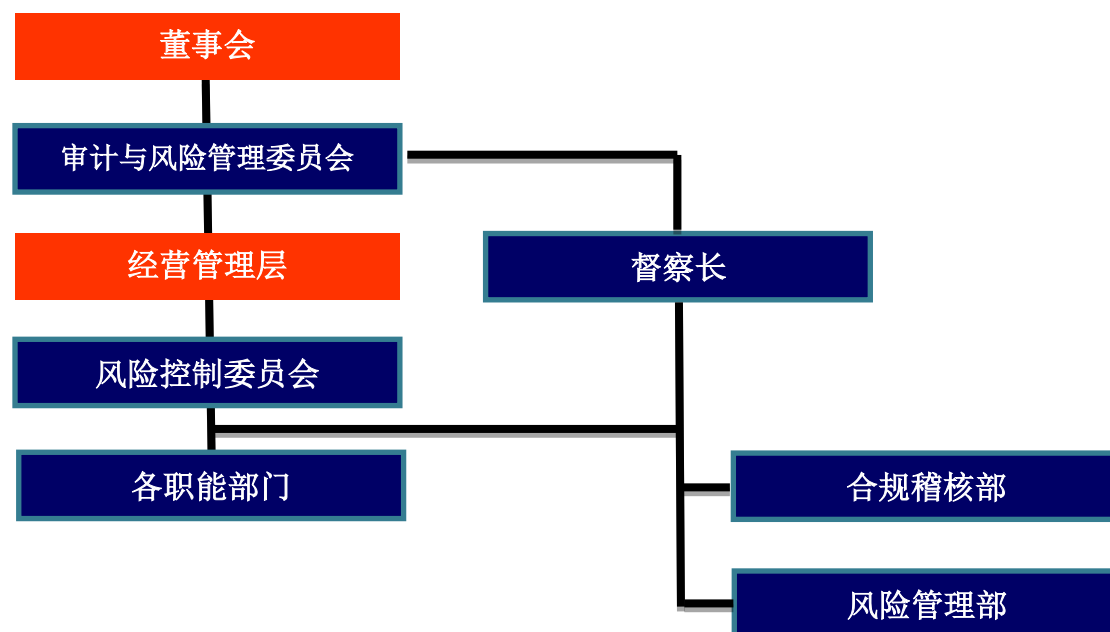 董事会
审计与风险管理委员会
经营管理层
督察长
风险控制委员会
各职能部门
合规稽核部
风险管理部